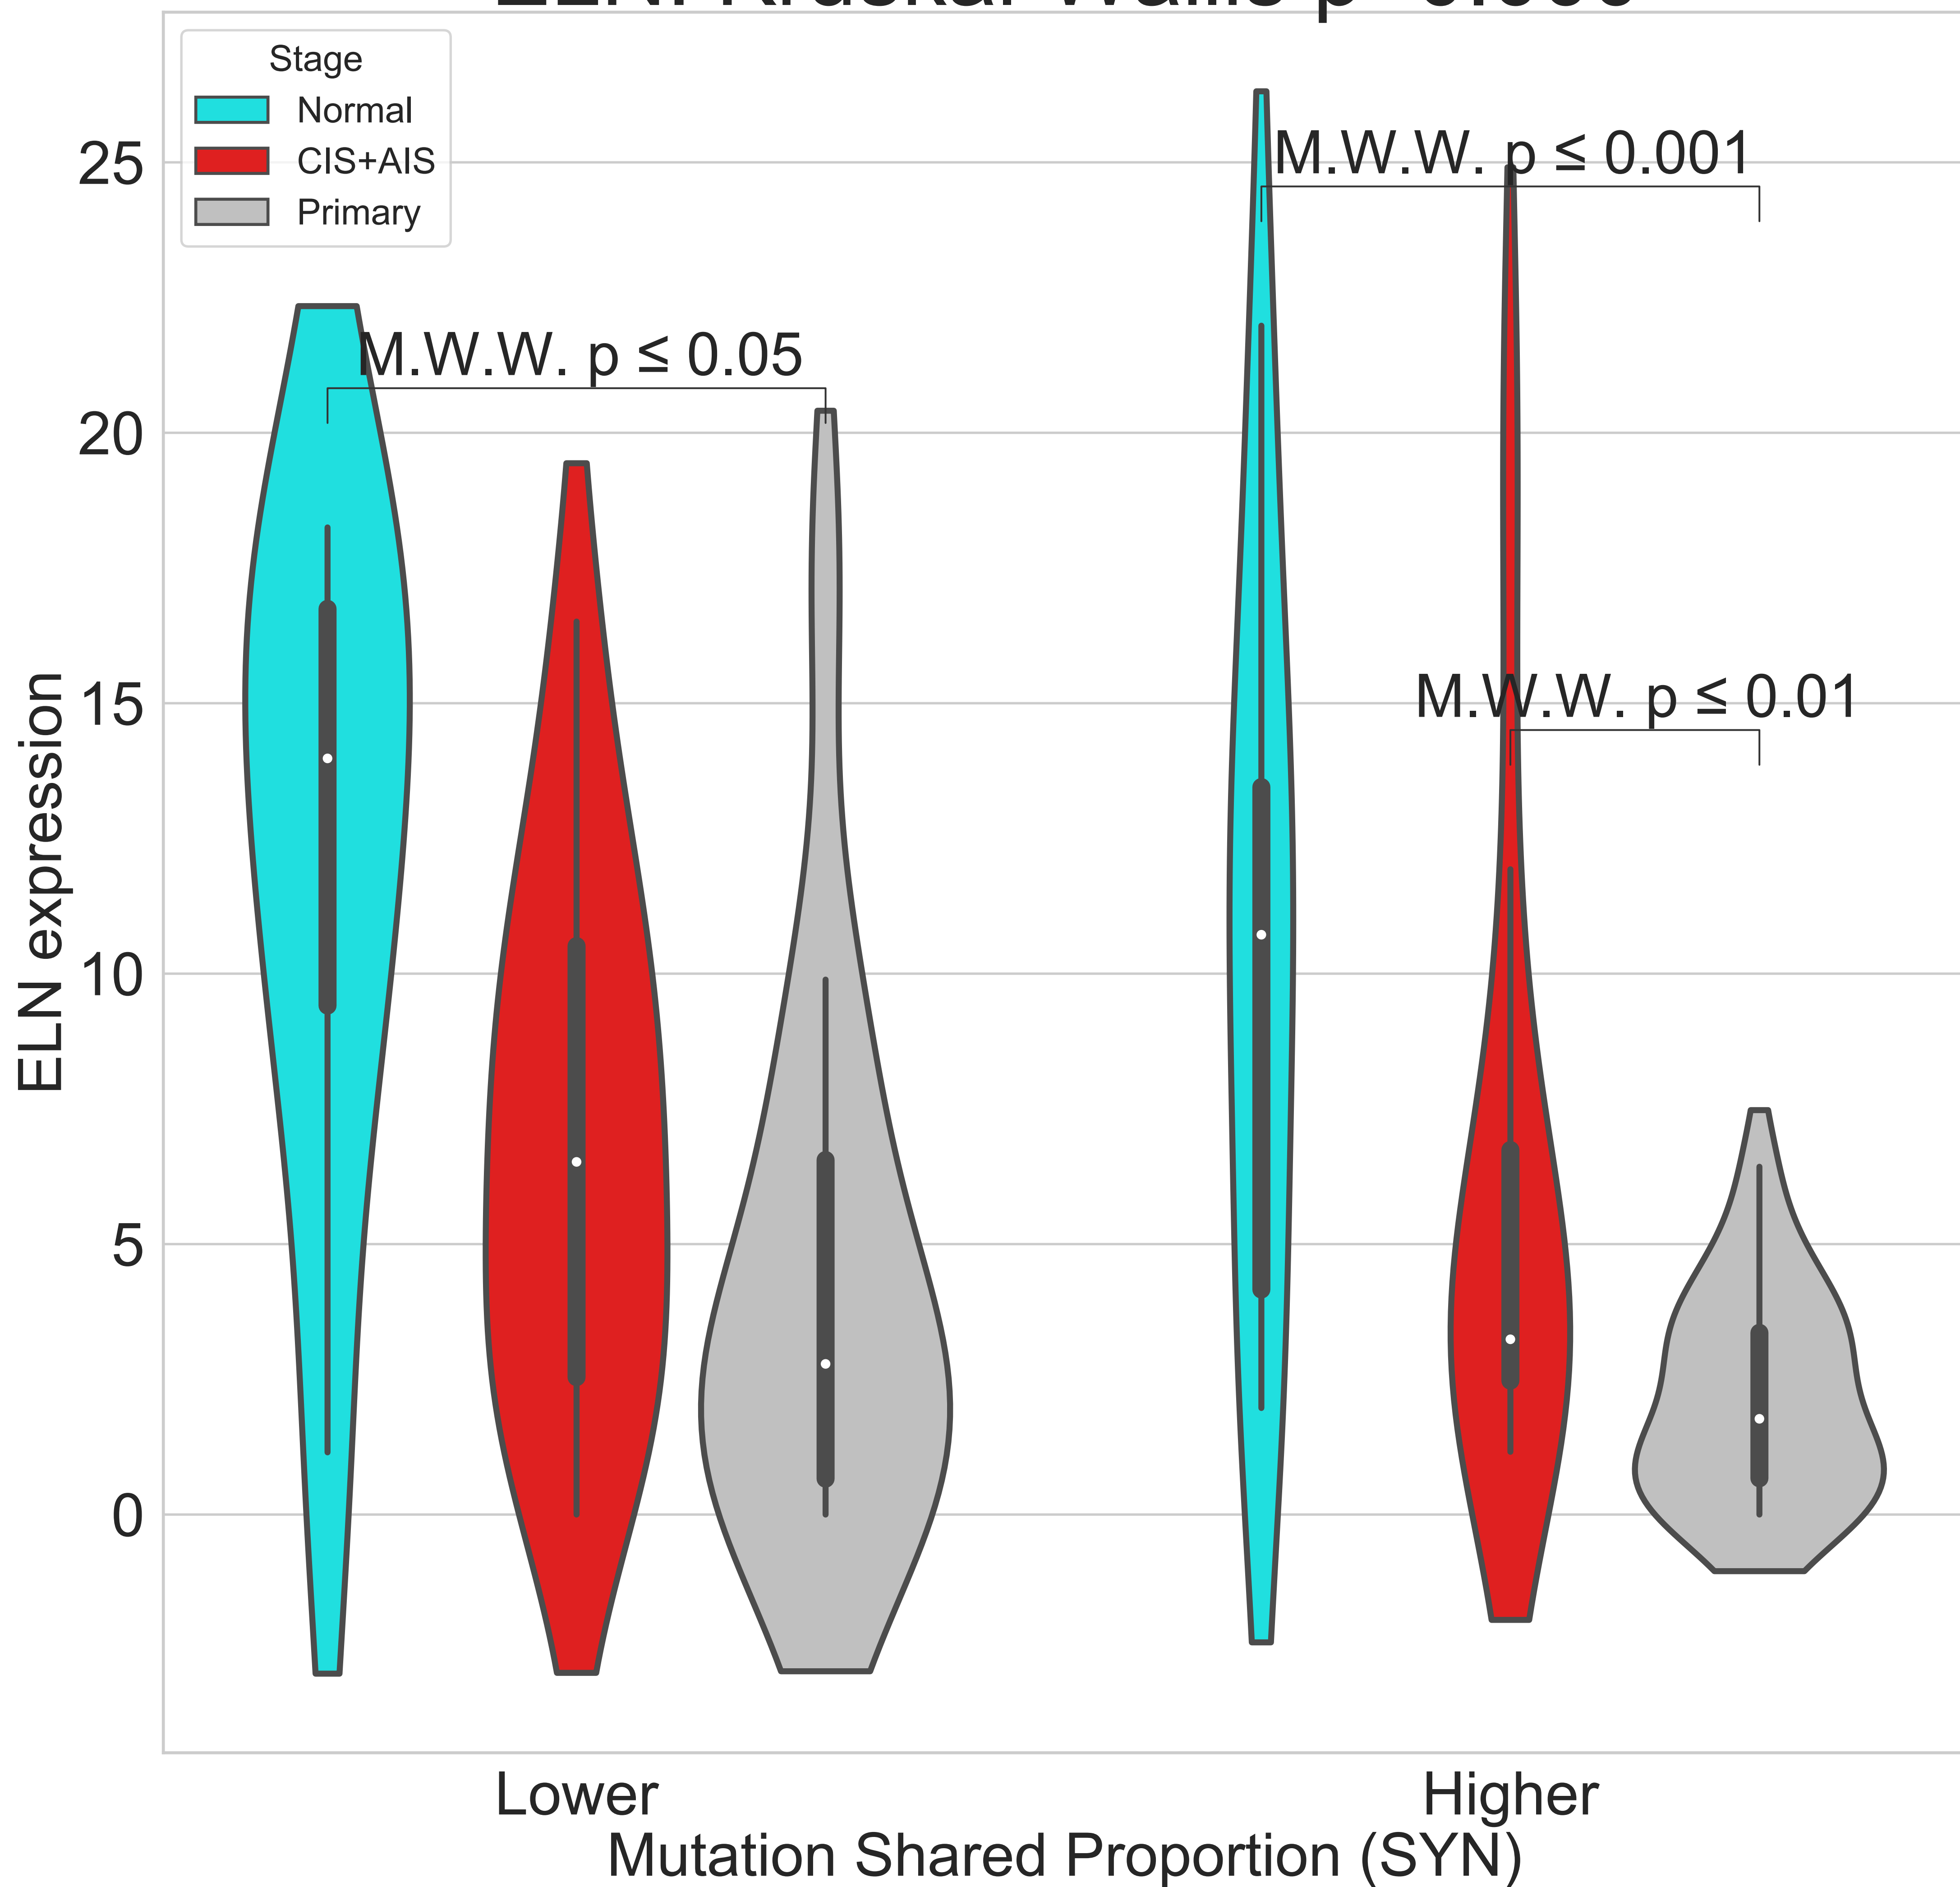 Stage
Normal
CIS+AIS
Primary
25
20
15
10
5
0
ELN expression
M.W.W. p ≤ 0.05
M.W.W. p ≤ 0.001
M.W.W. p ≤ 0.01
Lower
Higher
Mutation Shared Proportion (SYN)